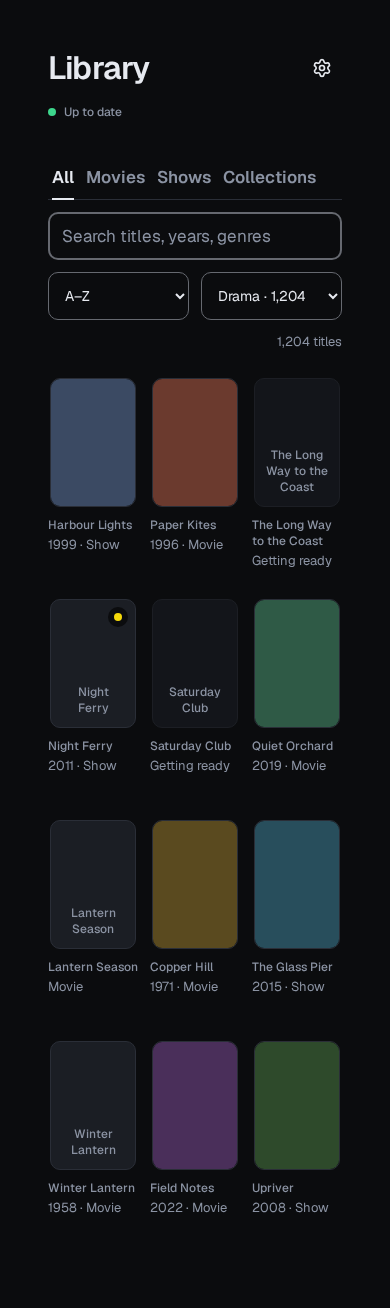 Library
Up to date
All Movies Shows Collections
Search titles, years, genres
A–Z
Drama · 1,204
1,204 titles
The Long
Way to the
Coast
Harbour Lights
1999 · Show
Paper Kites
1996 · Movie
The Long Way
to the Coast
Getting ready
Night
Ferry
Saturday
Club
Night Ferry
2011 · Show
Saturday Club
Getting ready
Quiet Orchard
2019 · Movie
Lantern
Season
Lantern Season
Movie
Copper Hill
1971 · Movie
The Glass Pier
2015 · Show
Winter
Lantern
Winter Lantern
1958 · Movie
Field Notes
2022 · Movie
Upriver
2008 · Show